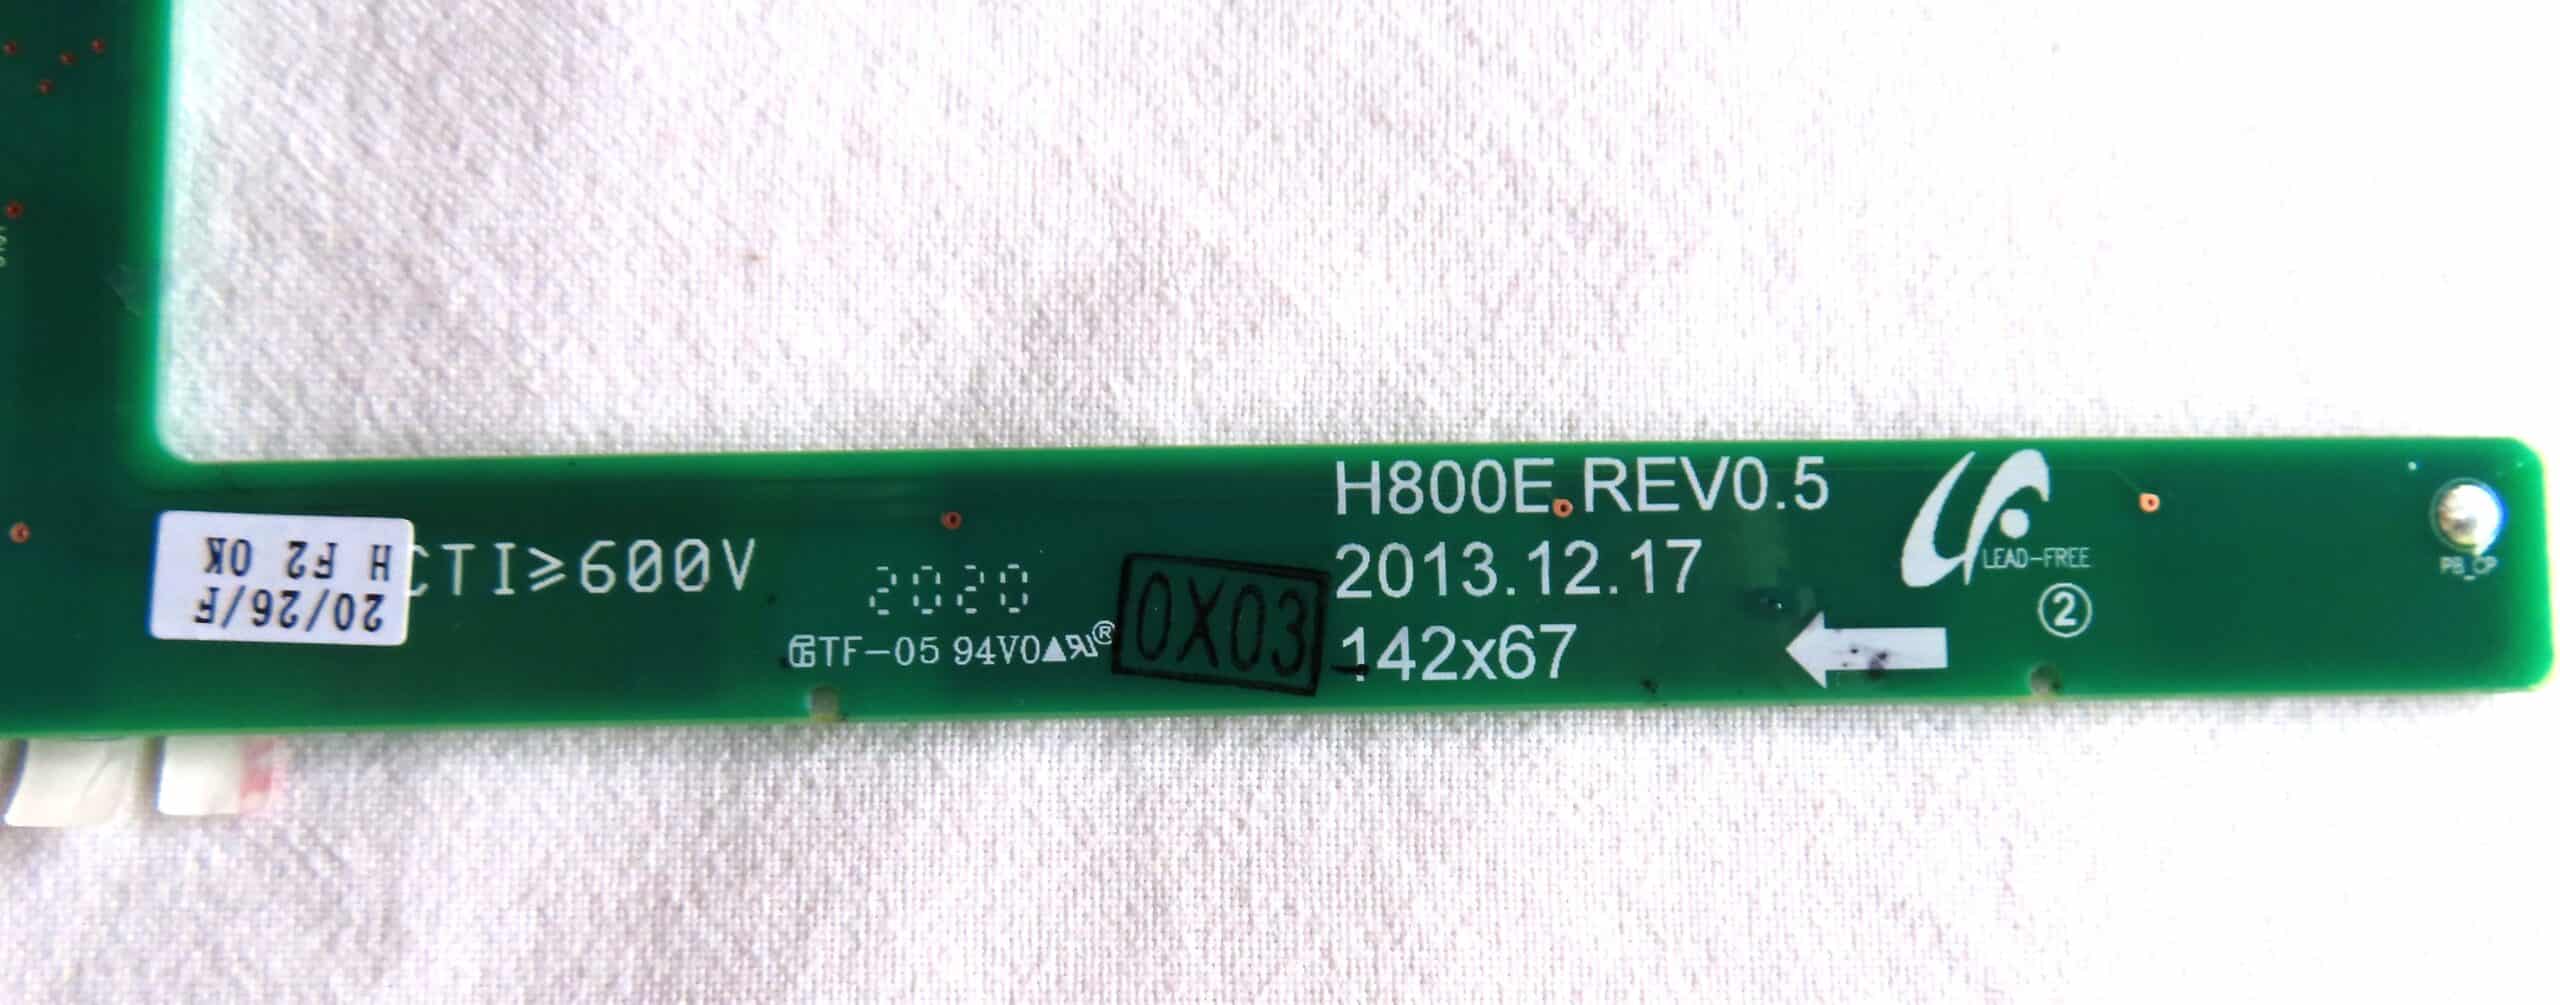 H800E REV0.5
2013.12.17
142x67
LEAD-FREE
②
PB_CP
20/26/F
H F2 OK
CTI≥600V
2020
TF-05 94V0
0X03